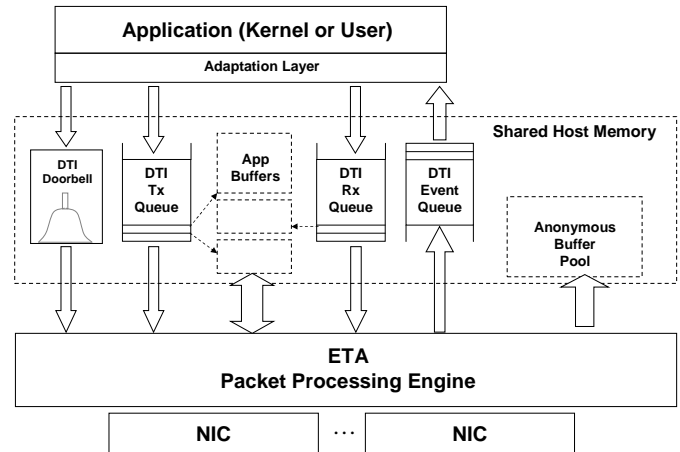 Application (Kernel or User)
Adaptation Layer
Shared Host Memory
DTI
Doorbell
DTI
Tx
Queue
App
Buffers
DTI
Rx
Queue
DTI
Event
Queue
Anonymous
Buffer
Pool
ETA
Packet Processing Engine
NIC
...
NIC